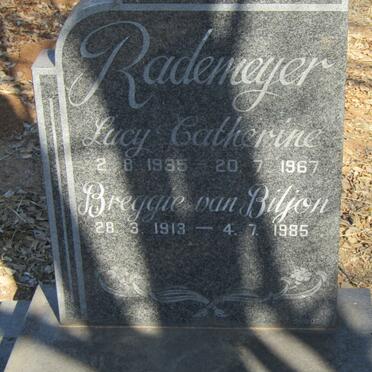 Rademeyer
Lucy Catherine
2. 8. 1935 — 20. 7. 1967
Breggie van Biljon
28. 3. 1913 — 4. 7. 1985